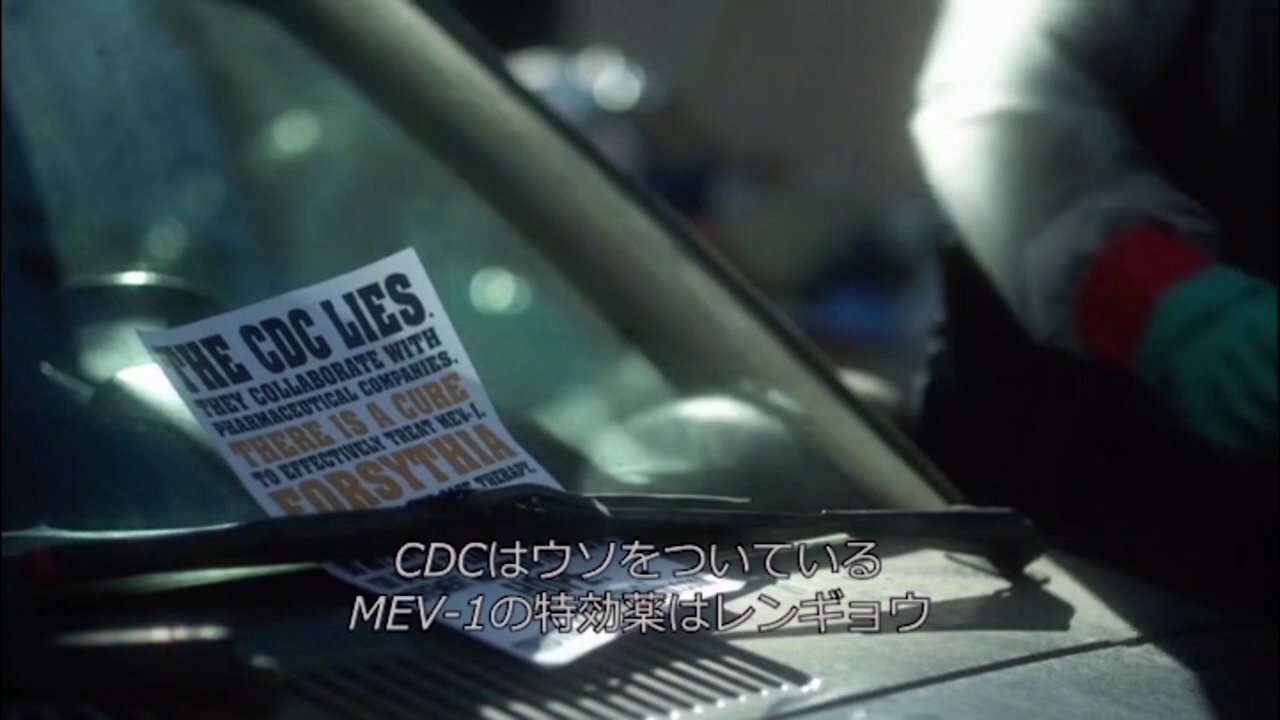 THE CDC LIES.
THEY COLLABORATE WITH
PHARMACEUTICAL COMPANIES.
THERE IS A CURE
TO EFFECTIVELY TREAT MEV-1.
FORSYTHIA
THERAPY.
CDCはウソをついている
MEV-1の特効薬はレンギョウ